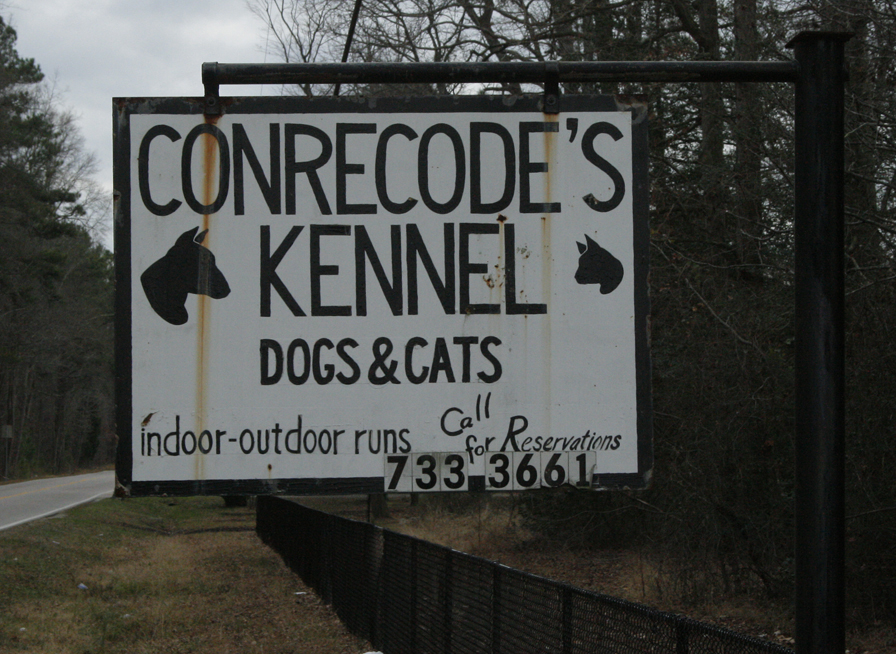 CONRECODE'S
KENNEL
DOGS & CATS
indoor-outdoor runs
Call
for Reservations
733 3661